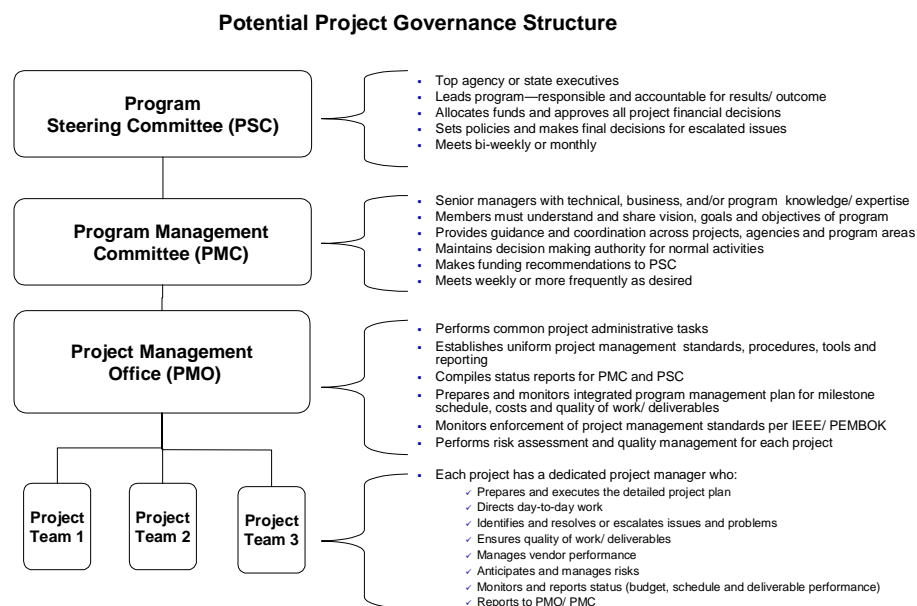 Potential Project Governance Structure
Program
Steering Committee (PSC)
Top agency or state executives
Leads program—responsible and accountable for results/ outcome
Allocates funds and approves all project financial decisions
Sets policies and makes final decisions for escalated issues
Meets bi-weekly or monthly
Program Management
Committee (PMC)
Senior managers with technical, business, and/or program knowledge/ expertise
Members must understand and share vision, goals and objectives of program
Provides guidance and coordination across projects, agencies and program areas
Maintains decision making authority for normal activities
Makes funding recommendations to PSC
Meets weekly or more frequently as desired
Project Management
Office (PMO)
Performs common project administrative tasks
Establishes uniform project management standards, procedures, tools and
reporting
Compiles status reports for PMC and PSC
Prepares and monitors integrated program management plan for milestone
schedule, costs and quality of work/ deliverables
Monitors enforcement of project management standards per IEEE/ PEMBOK
Performs risk assessment and quality management for each project
Project
Team 1
Project
Team 2
Project
Team 3
Each project has a dedicated project manager who:
Prepares and executes the detailed project plan
Directs day-to-day work
Identifies and resolves or escalates issues and problems
Ensures quality of work/ deliverables
Manages vendor performance
Anticipates and manages risks
Monitors and reports status (budget, schedule and deliverable performance)
Reports to PMO/ PMC